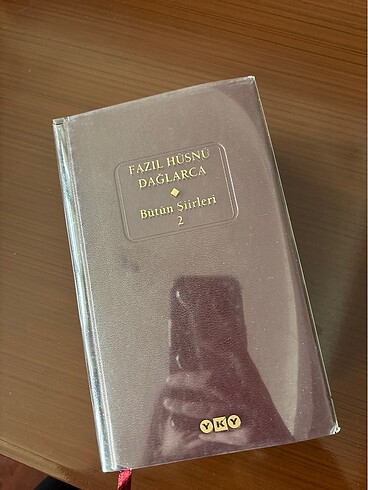 FAZIL HÜSNÜ
DAĞLARCA
Bütün Şiirleri
2
YKY